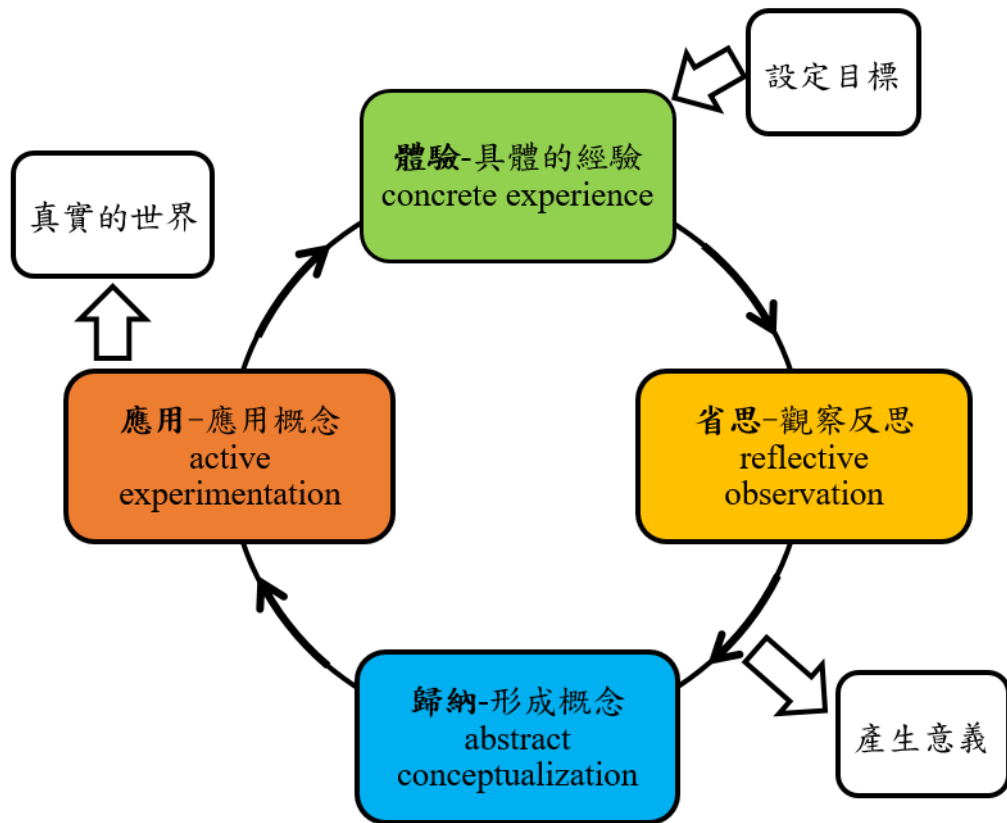 設定目標
體驗-具體的經驗
concrete experience
真實的世界
應用-應用概念
active
experimentation
省思-觀察反思
reflective
observation
歸納-形成概念
abstract
conceptualization
產生意義